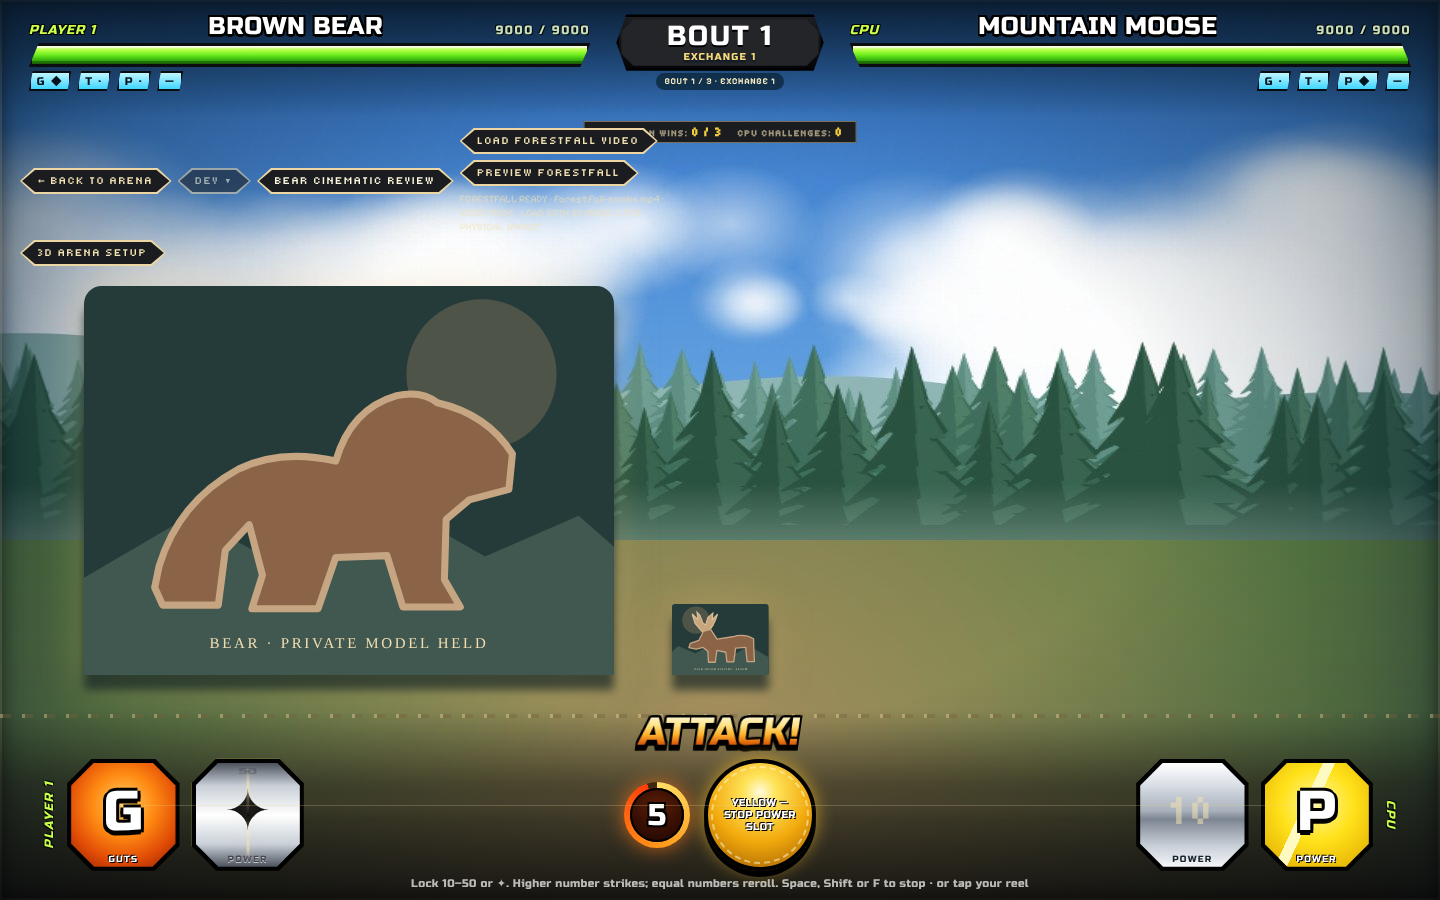 PLAYER 1
BROWN BEAR
9000 / 9000
BOUT 1
EXCHANGE 1
BOUT 1 / 3 · EXCHANGE 1
CPU
MOUNTAIN MOOSE
9000 / 9000
G ◆ T · P · —
G · T · P ◆ —
WINS: 0 / 3 CPU CHALLENGES: 0
LOAD FORESTFALL VIDEO
PREVIEW FORESTFALL
← BACK TO ARENA
DEV ▾
BEAR CINEMATIC REVIEW
FORESTFALL READY
3D ARENA SETUP
BEAR · PRIVATE MODEL HELD
ATTACK!
PLAYER 1
G
GUTS
✦
POWER
5
YELLOW —
STOP POWER
SLOT
10
POWER
P
POWER
CPU
Lock 10–50 or ✦. Higher number strikes; equal numbers reroll. Space, Shift or F to stop · or tap your reel